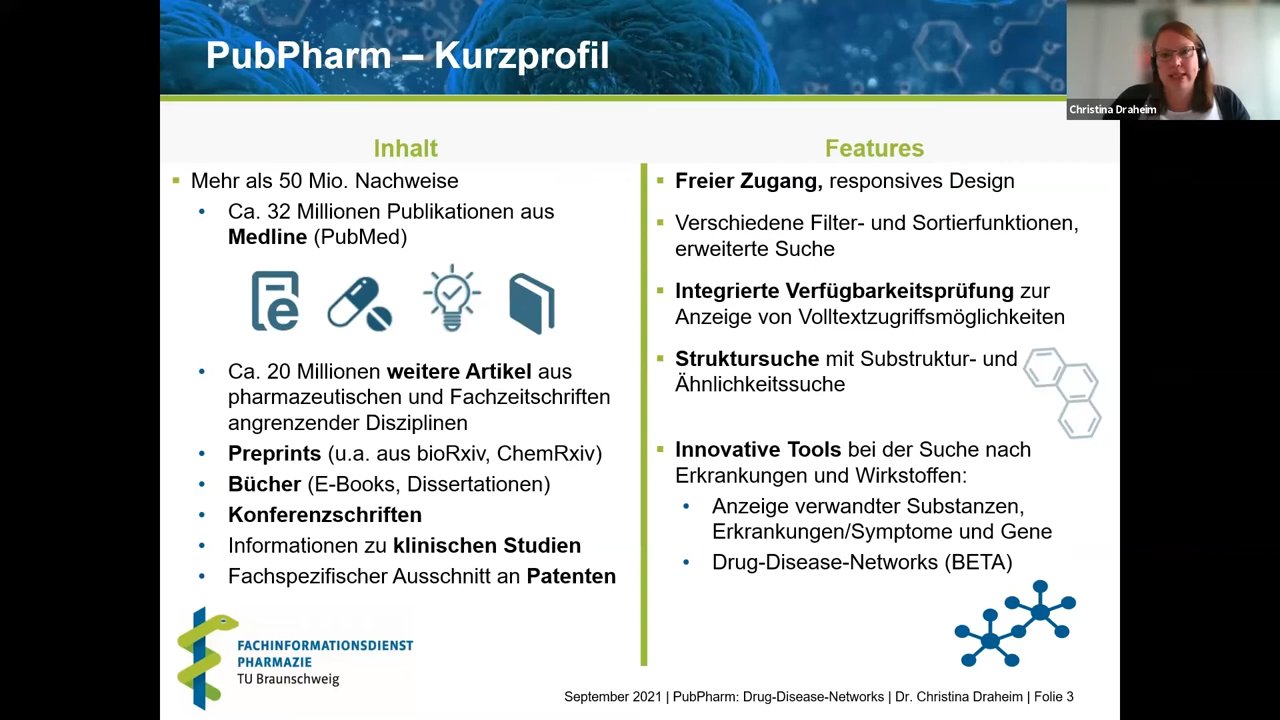 PubPharm – Kurzprofil
Christina Draheim
Inhalt
Mehr als 50 Mio. Nachweise
Ca. 32 Millionen Publikationen aus
Medline (PubMed)
Ca. 20 Millionen weitere Artikel aus
pharmazeutischen und Fachzeitschriften
angrenzender Disziplinen
Preprints (u.a. aus bioRxiv, ChemRxiv)
Bücher (E-Books, Dissertationen)
Konferenzschriften
Informationen zu klinischen Studien
Fachspezifischer Ausschnitt an Patenten
Features
Freier Zugang, responsives Design
Verschiedene Filter- und Sortierfunktionen,
erweiterte Suche
Integrierte Verfügbarkeitsprüfung zur
Anzeige von Volltextzugriffsmöglichkeiten
Struktursuche mit Substruktur- und
Ähnlichkeitssuche
Innovative Tools bei der Suche nach
Erkrankungen und Wirkstoffen:
Anzeige verwandter Substanzen,
Erkrankungen/Symptome und Gene
Drug-Disease-Networks (BETA)
FACHINFORMATIONSDIENST
PHARMAZIE
TU Braunschweig
September 2021 | PubPharm: Drug-Disease-Networks | Dr. Christina Draheim | Folie 3